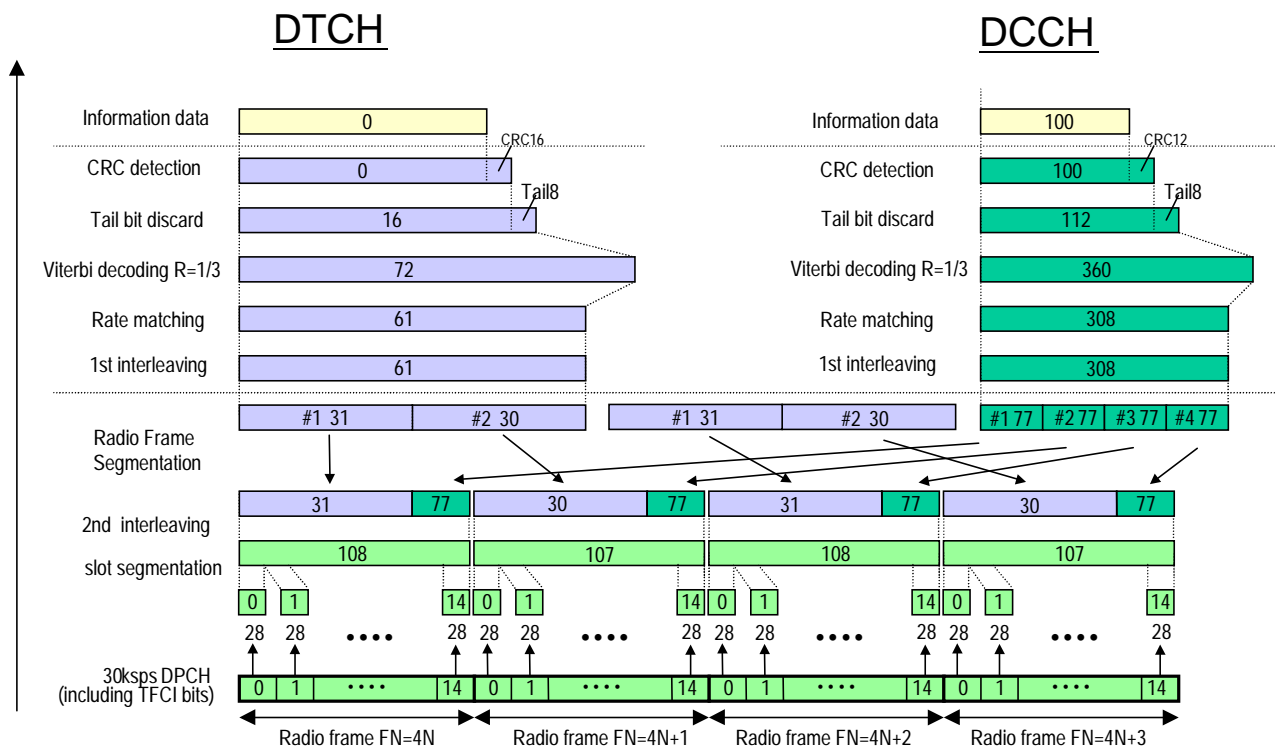 DTCH DCCH
Information data 0 Information data 100
CRC16 CRC12
CRC detection 0 CRC detection 100
Tail8 Tail8
Tail bit discard 16 Tail bit discard 112
Viterbi decoding R=1/3 72 Viterbi decoding R=1/3 360
Rate matching 61 Rate matching 308
1st interleaving 61 1st interleaving 308
#1 31 #2 30 #1 31 #2 30 #1 77 #2 77 #3 77 #4 77
Radio Frame
Segmentation
31 77 30 77 31 77 30 77
2nd interleaving
108 107 108 107
slot segmentation
0 1 14 0 1 14 0 1 14 0 1 14
28 28 •••• 28 28 28 •••• 28 28 28 •••• 28 28 28 •••• 28
30ksps DPCH
(including TFCI bits)
0 1 •••• 14 0 1 •••• 14 0 1 •••• 14 0 1 •••• 14
Radio frame FN=4N Radio frame FN=4N+1 Radio frame FN=4N+2 Radio frame FN=4N+3